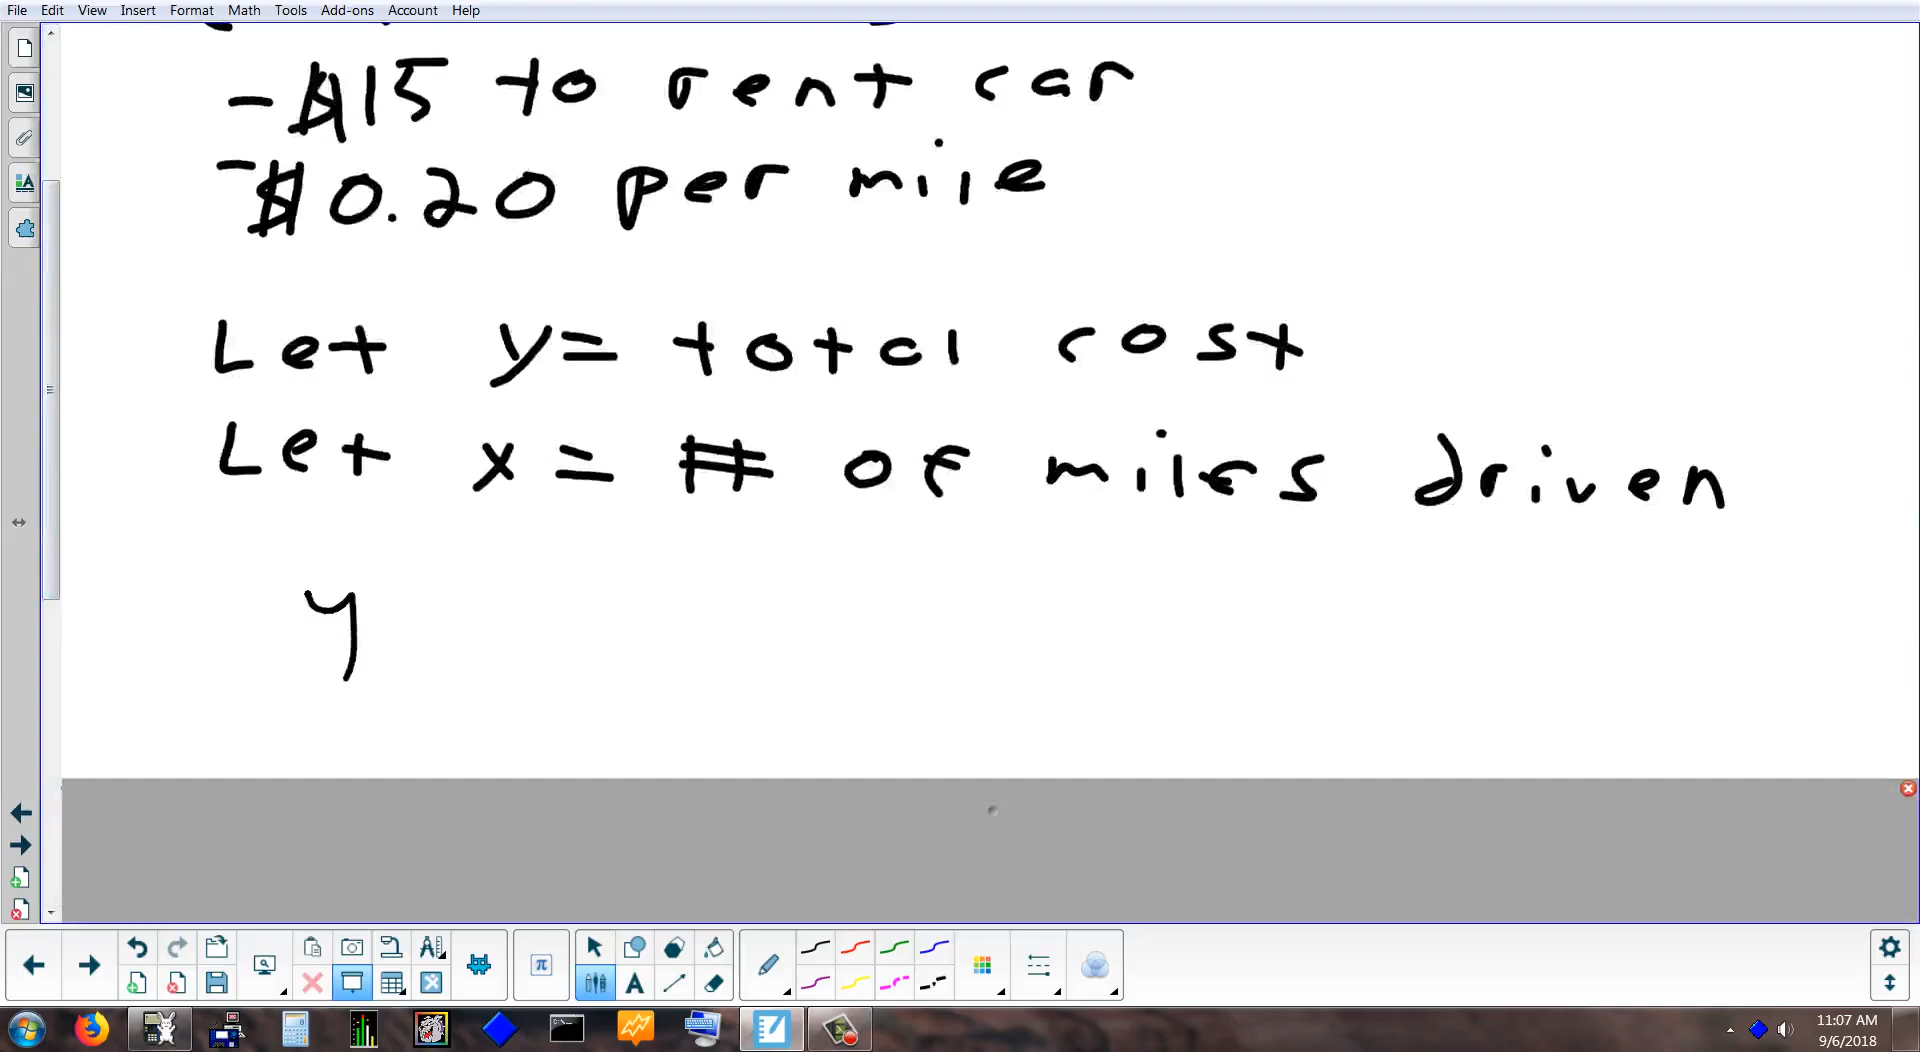 File Edit View Insert Format Math Tools Add-ons Account Help
-$15 to rent car
-$0.20 per mile
Let y= total cost
Let x= # of miles driven
y
11:07 AM
9/6/2018